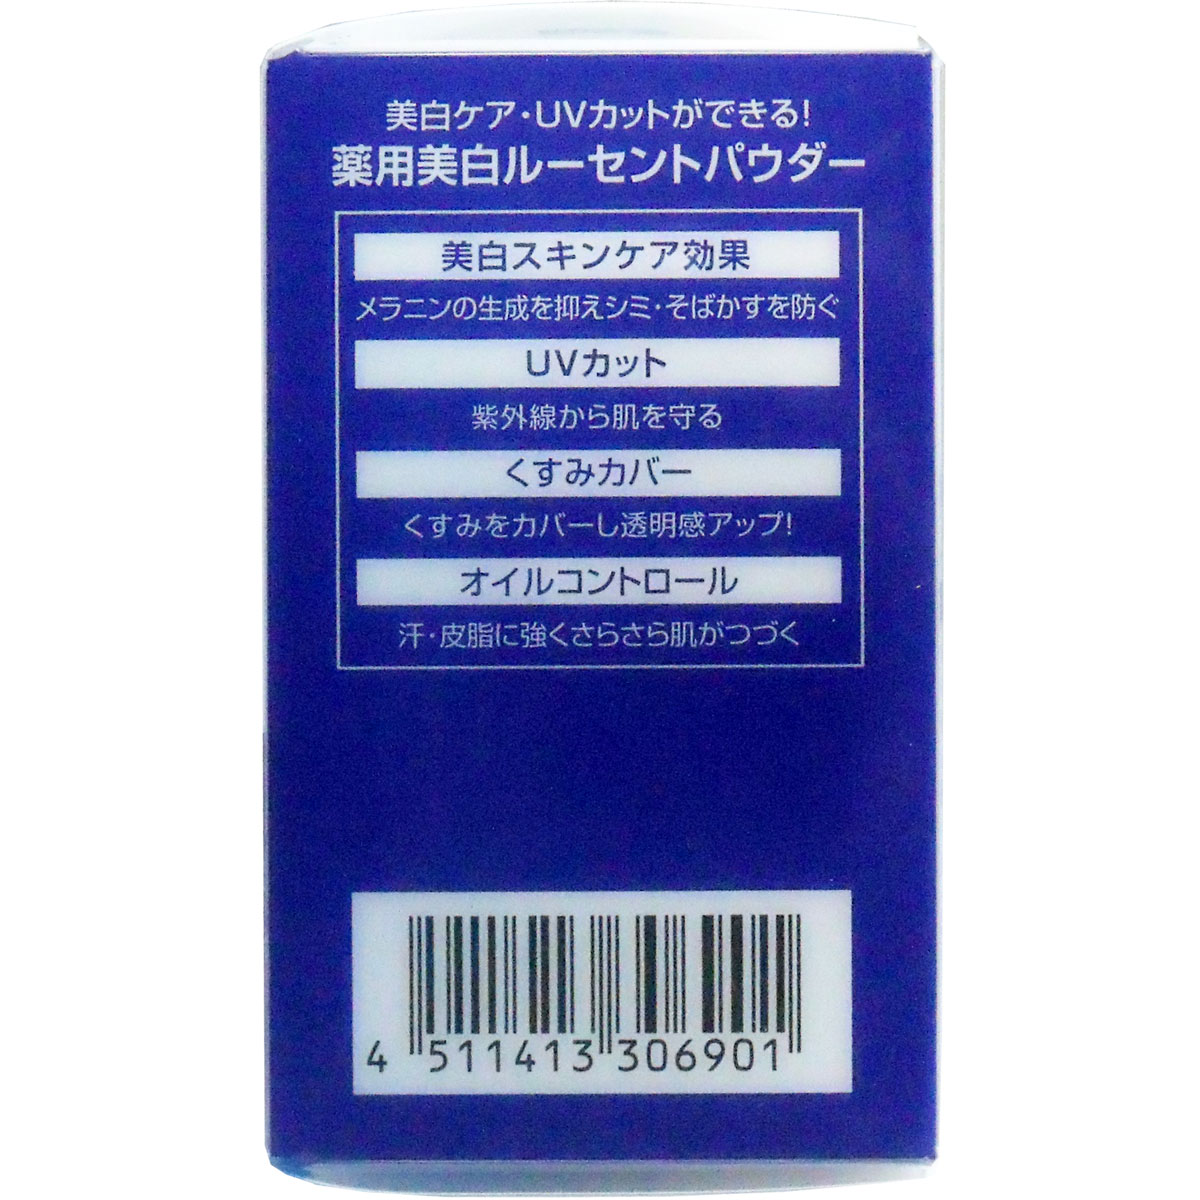 美白ケア・UVカットができる!
薬用美白ルーセントパウダー
美白スキンケア効果
メラニンの生成を抑えシミ・そばかすを防ぐ
UVカット
紫外線から肌を守る
くすみカバー
くすみをカバーし透明感アップ!
オイルコントロール
汗・皮脂に強くさらさら肌がつづく
4 511413 306901